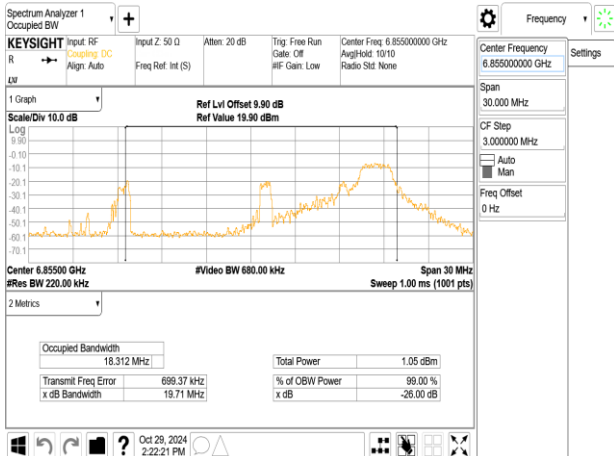 Spectrum Analyzer 1
Occupied BW
Frequency
KEYSIGHT
R
LXI
Input: RF
Coupling: DC
Align: Auto
Input Z: 50 Ω
Freq Ref: Int (S)
Atten: 20 dB
Trig: Free Run
Gate: Off
#IF Gain: Low
Center Freq: 6.855000000 GHz
Avg|Hold: 10/10
Radio Std: None
Center Frequency
6.855000000 GHz
Settings
Span
30.000 MHz
CF Step
3.000000 MHz
Auto
Man
Freq Offset
0 Hz
1 Graph
Scale/Div 10.0 dB
Ref Lvl Offset 9.90 dB
Ref Value 19.90 dBm
Log
9.90
-0.10
-10.1
-20.1
-30.1
-40.1
-50.1
-60.1
-70.1
Center 6.85500 GHz
#Video BW 680.00 kHz
Span 30 MHz
#Res BW 220.00 kHz
Sweep 1.00 ms (1001 pts)
2 Metrics
Occupied Bandwidth
18.312 MHz
Total Power
1.05 dBm
Transmit Freq Error
699.37 kHz
% of OBW Power
99.00 %
x dB Bandwidth
19.71 MHz
x dB
-26.00 dB
?
Oct 29, 2024
2:22:21 PM